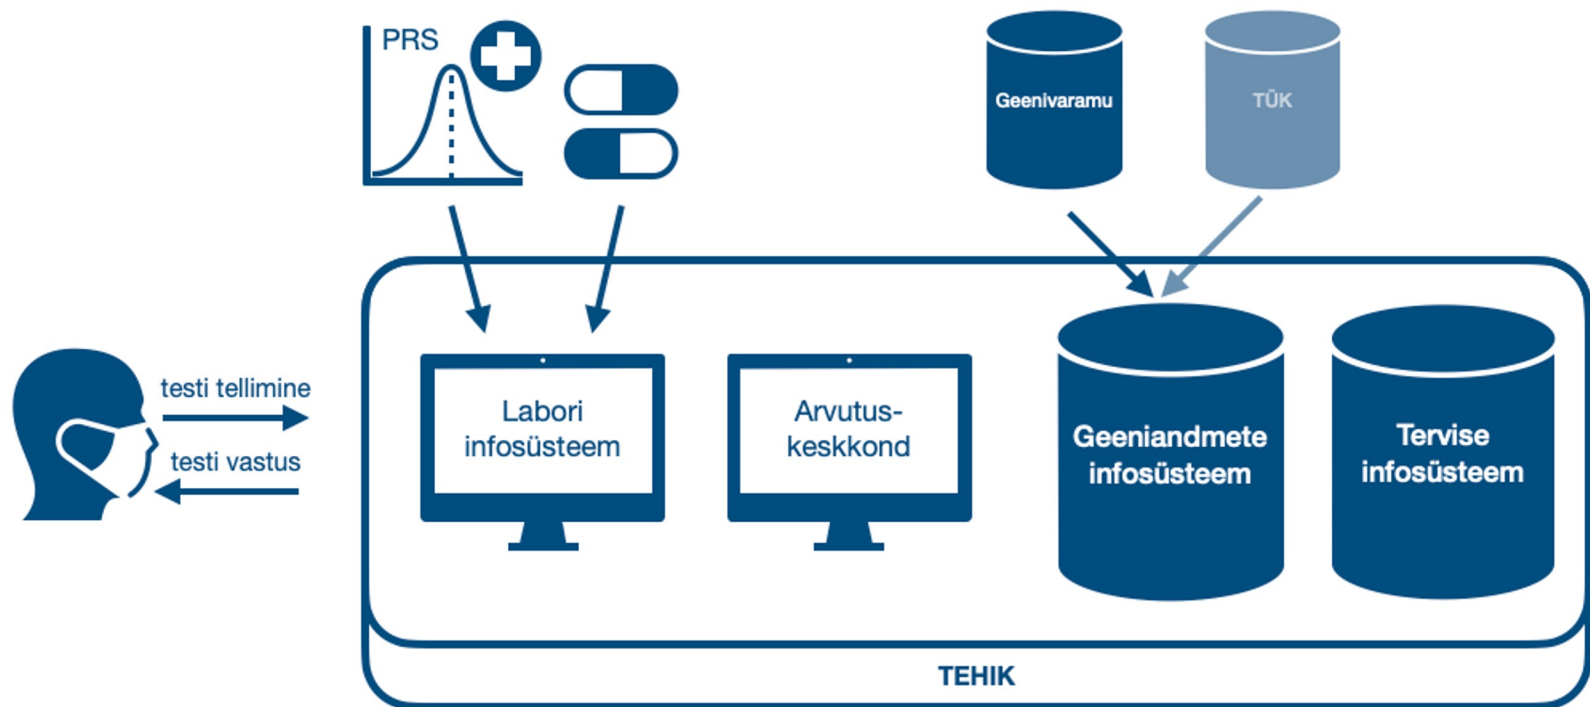 PRS
Geenivaramu
TÜK
testi tellimine
testi vastus
Labori
infosüsteem
Arvutus-
keskkond
Geeniandmete
infosüsteem
Tervise
infosüsteem
TEHIK